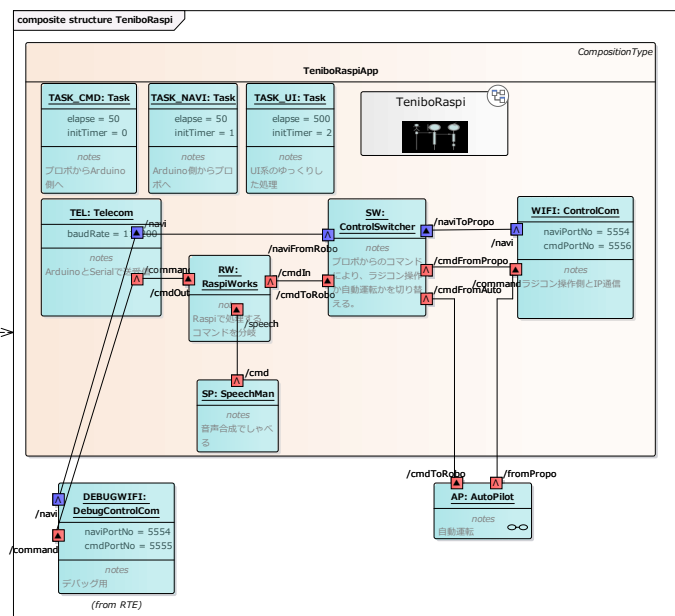 composite structure TeniboRaspi
CompositionType
TeniboRaspiApp
TASK_CMD: Task
elapse = 50
initTimer = 0
notes
プロポからArduino
側へ
TASK_NAVI: Task
elapse = 50
initTimer = 1
notes
Arduino側からプロ
ポへ
TASK_UI: Task
elapse = 500
initTimer = 2
notes
UI系のゆっくりし
た処理
TeniboRaspi
TEL: Telecom
baudRate =
notes
ArduinoとSerialで
/navi
/command
/cmdOut
RW:
RaspiWorks
notes
Raspiで処理する
コマンドを分岐
/speech
/cmdIn
/cmdToRobo
/naviFromRobo
SW:
ControlSwitcher
notes
プロポからのコマンド
により、ラジコン操作
か自動運転かを切り替
える。
/naviToPropo
/cmdFromPropo
/cmdFromAuto
WIFI: ControlCom
naviPortNo = 5554
cmdPortNo = 5556
notes
ラジコン操作側とIP通信
/navi
/command
/cmd
SP: SpeechMan
notes
音声合成でしゃべ
る
/cmdToRobo
/fromPropo
AP: AutoPilot
notes
自動運転
/navi
/command
DEBUGWIFI:
DebugControlCom
naviPortNo = 5554
cmdPortNo = 5555
notes
デバッグ用
(from RTE)